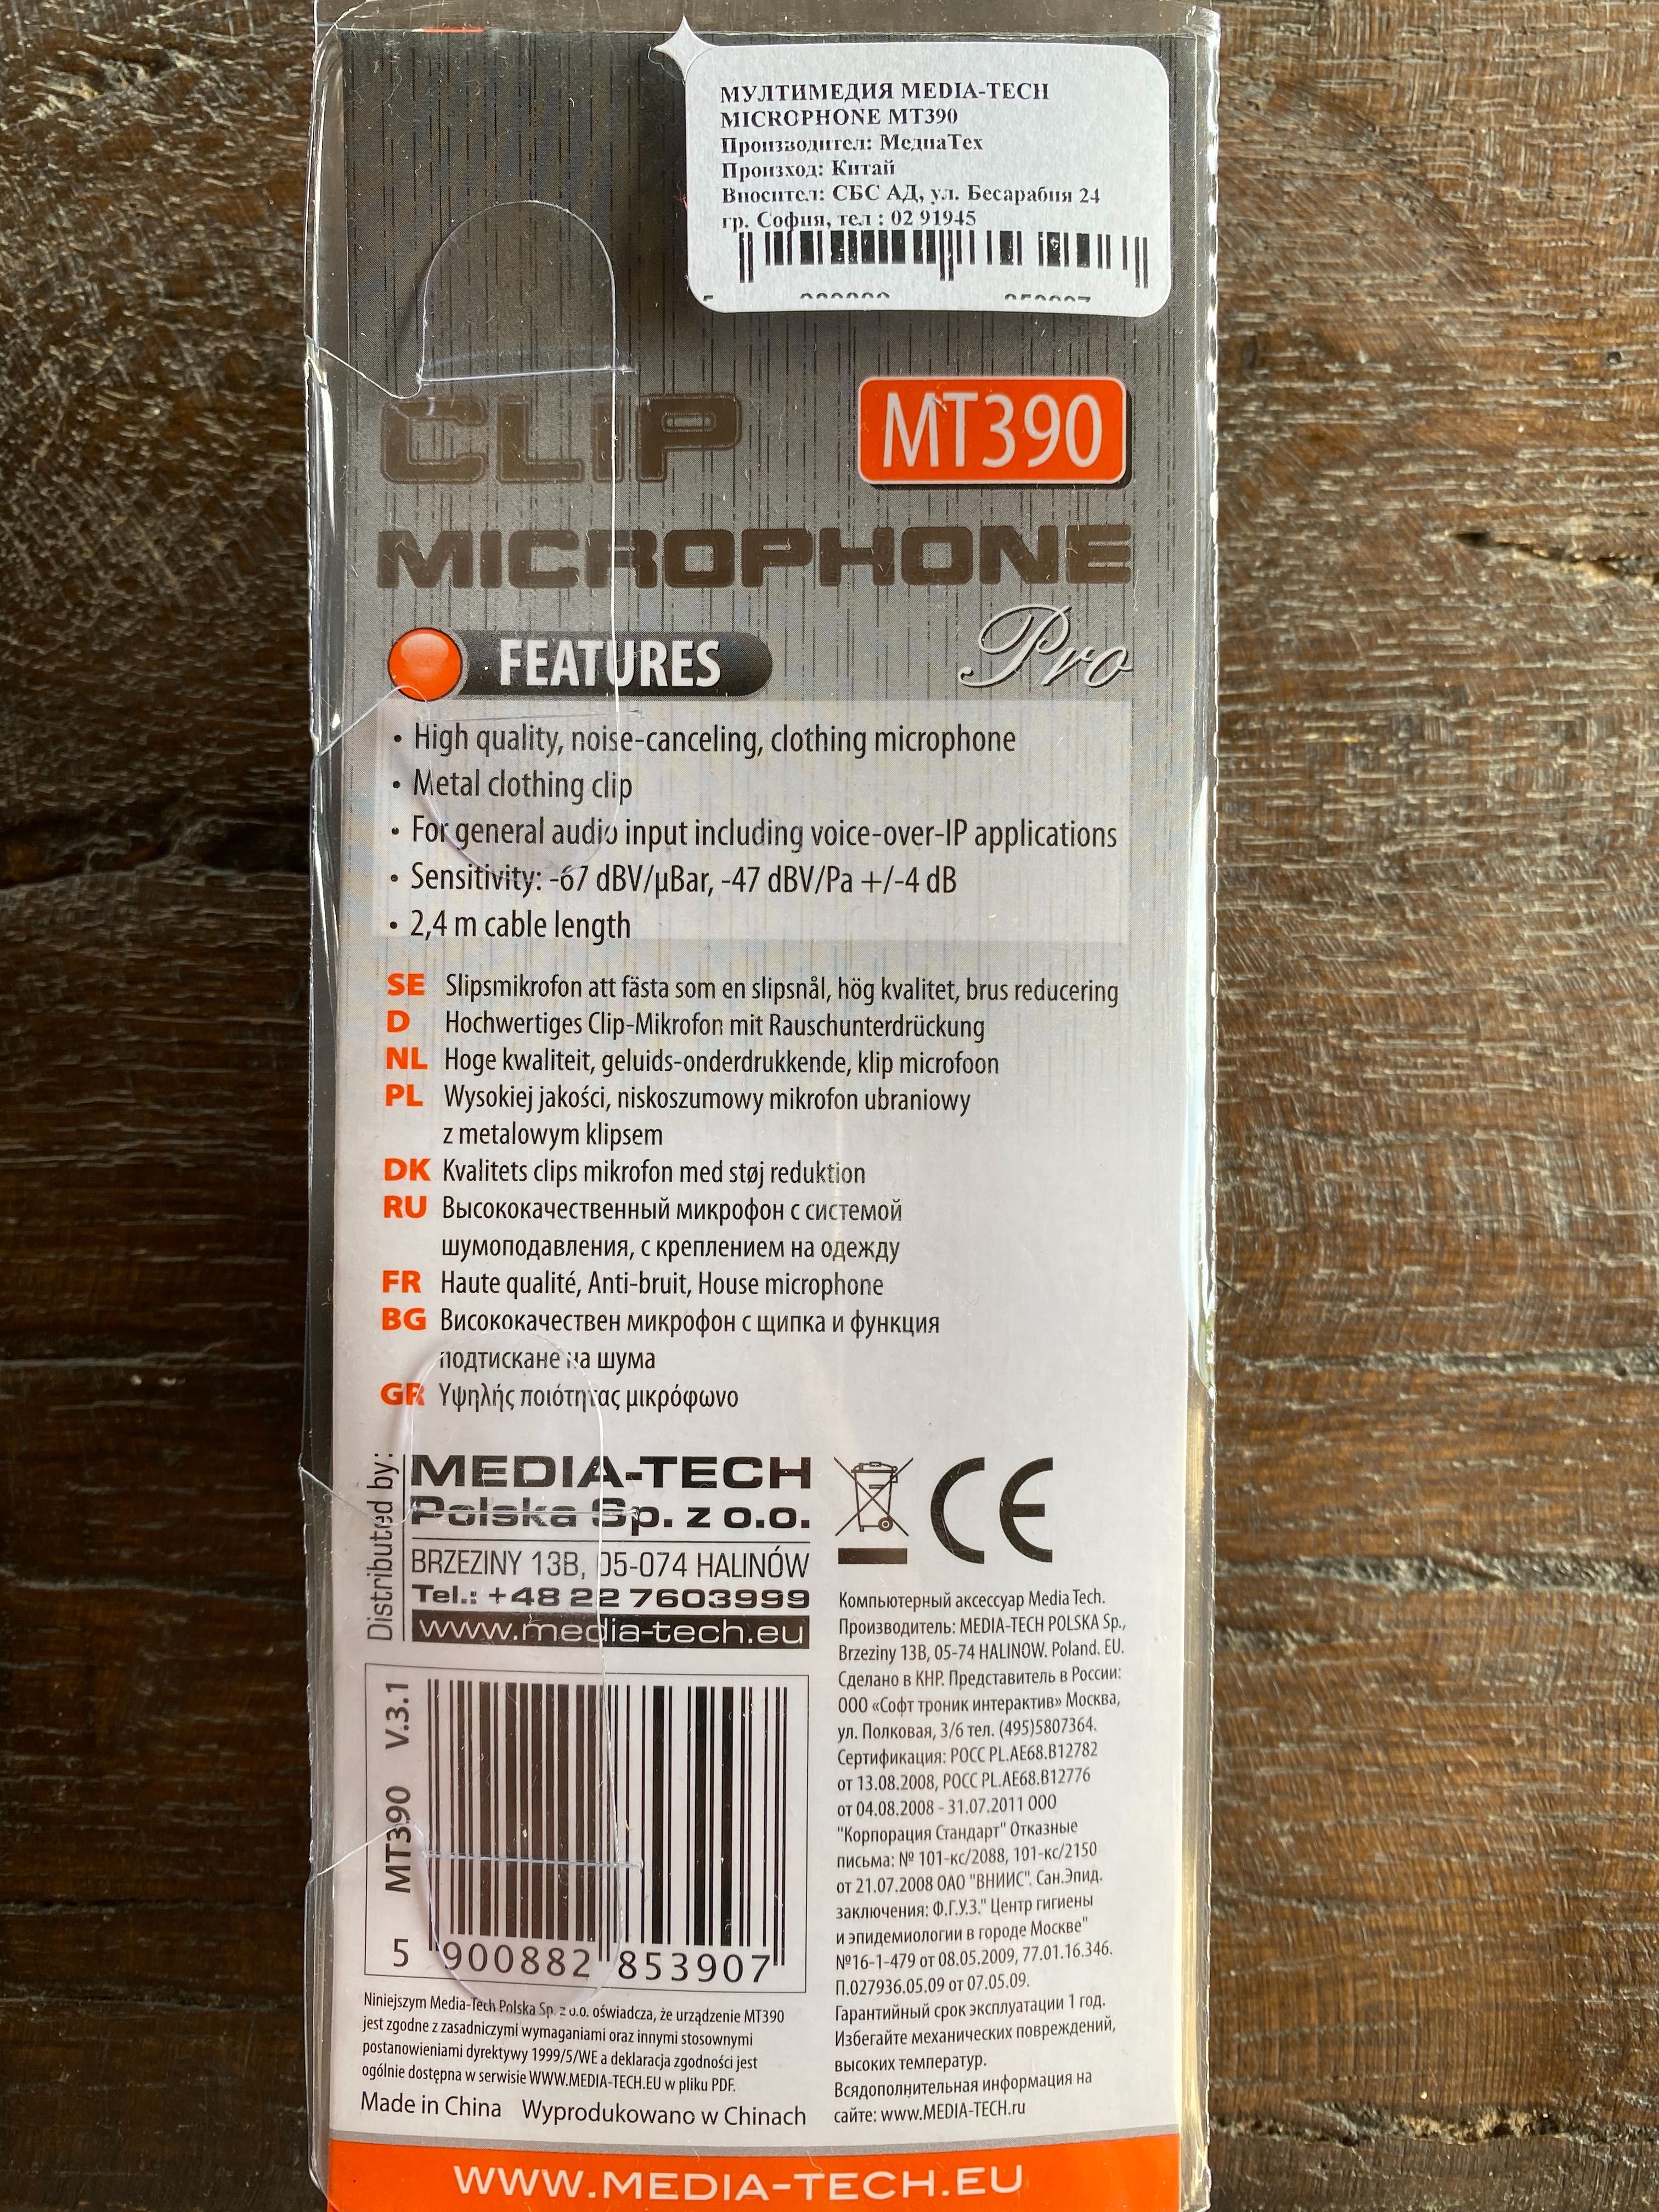 МУЛТИМЕДИЯ MEDIA-TECH
MICROPHONE MT390
Производител: МедиаТех
Произход: Китай
Вносител: СБС АД, ул. Бесарабия 24
гр. София, тел : 02 91945
CLIP
MT390
MICROPHONE
Pro
FEATURES
• High quality, noise-canceling, clothing microphone
• Metal clothing clip
• For general audio input including voice-over-IP applications
• Sensitivity: -67 dBV/µBar, -47 dBV/Pa +/-4 dB
• 2,4 m cable length
SE Slipsmikrofon att fästa som en slipsnål, hög kvalitet, brus reducering
D Hochwertiges Clip-Mikrofon mit Rauschunterdrückung
NL Hoge kwaliteit, geluids-onderdrukkende, klip microfoon
PL Wysokiej jakości, niskoszumowy mikrofon ubraniowy
z metalowym klipsem
DK Kvalitets clips mikrofon med støj reduktion
RU Высококачественный микрофон с системой
шумоподавления, с креплением на одежду
FR Haute qualité, Anti-bruit, House microphone
BG Висококачествен микрофон с щипка и функция
подтискане на шума
GR Υψηλής ποιότητας μικρόφωνο
Distributed by:
MEDIA-TECH
Polska Sp. z o.o.
BRZEZINY 13B, 05-074 HALINÓW
Tel.: +48 22 7603999
www.media-tech.eu
CE
MT390 V.3.1
5 900882 853907
Niniejszym Media-Tech Polska Sp. z o.o. oświadcza, że urządzenie MT390
jest zgodne z zasadniczymi wymaganiami oraz innymi stosownymi
postanowieniami dyrektywy 1999/5/WE a deklaracja zgodności jest
ogólnie dostępna w serwisie WWW.MEDIA-TECH.EU w pliku PDF.
Made in China Wyprodukowano w Chinach
Компьютерный аксессуар Media Tech.
Производитель: MEDIA-TECH POLSKA Sp.,
Brzeziny 13B, 05-74 HALINOW. Poland. EU.
Сделано в КНР. Представитель в России:
ООО «Софт троник интерактив» Москва,
ул. Полковая, 3/6 тел. (495)5807364.
Сертификация: РОСС PL.AE68.B12782
от 13.08.2008, РОСС PL.AE68.B12776
от 04.08.2008 - 31.07.2011 ООО
"Корпорация Стандарт" Отказные
письма: № 101-кс/2088, 101-кс/2150
от 21.07.2008 ОАО "ВНИИС". Сан.Эпид.
заключения: Ф.Г.У.З." Центр гигиены
и эпидемиологии в городе Москве"
№16-1-479 от 08.05.2009, 77.01.16.346.
П.027936.05.09 от 07.05.09.
Гарантийный срок эксплуатации 1 год.
Избегайте механических повреждений,
высоких температур.
Всядополнительная информация на
сайте: www.MEDIA-TECH.ru
WWW.MEDIA-TECH.EU